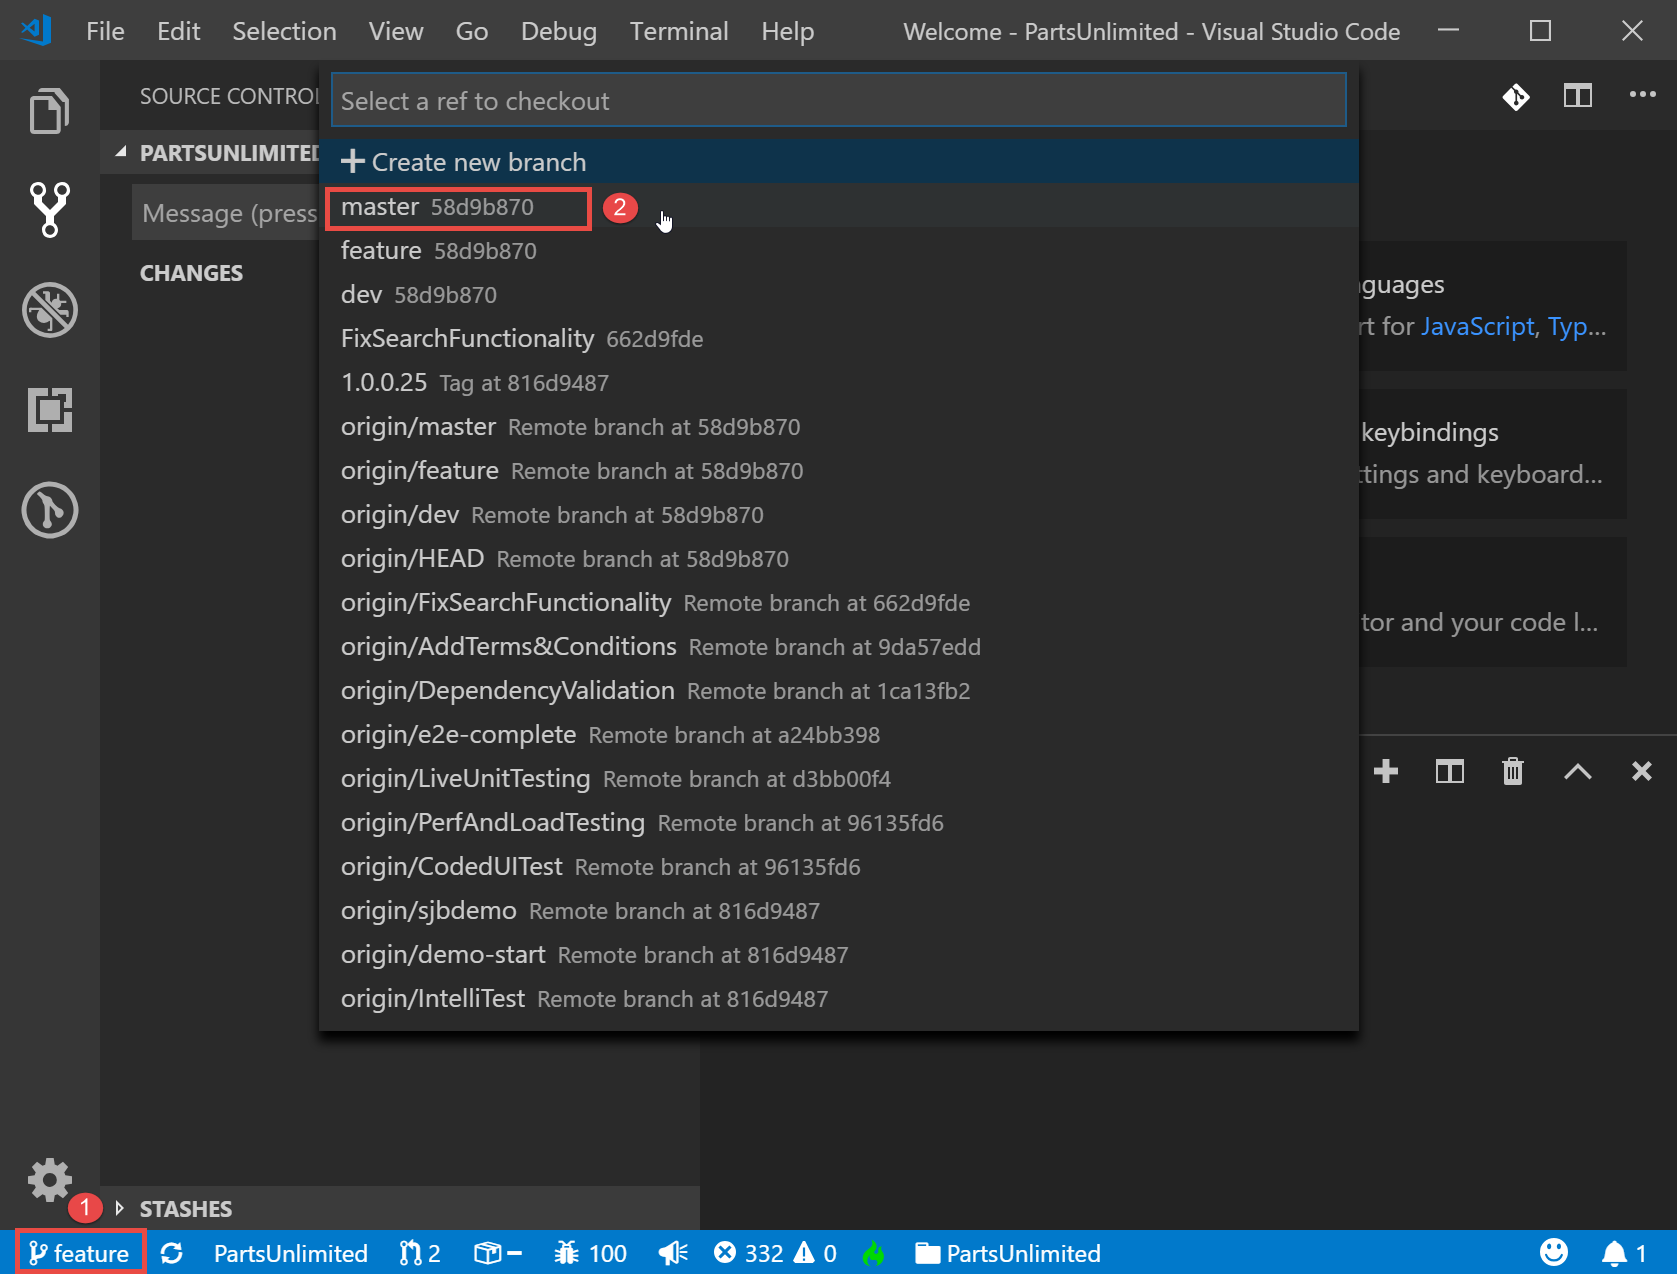 File Edit Selection View Go Debug Terminal Help Welcome - PartsUnlimited - Visual Studio Code
SOURCE CONTROL
Select a ref to checkout
PARTSUNLIMITED
Create new branch
Message (press
master 58d9b870 2
feature 58d9b870
CHANGES
dev 58d9b870
FixSearchFunctionality 662d9fde
1.0.0.25 Tag at 816d9487
origin/master Remote branch at 58d9b870
origin/feature Remote branch at 58d9b870
origin/dev Remote branch at 58d9b870
origin/HEAD Remote branch at 58d9b870
origin/FixSearchFunctionality Remote branch at 662d9fde
origin/AddTerms&Conditions Remote branch at 9da57edd
origin/DependencyValidation Remote branch at 1ca13fb2
origin/e2e-complete Remote branch at a24bb398
origin/LiveUnitTesting Remote branch at d3bb00f4
origin/PerfAndLoadTesting Remote branch at 96135fd6
origin/CodedUITest Remote branch at 96135fd6
origin/sjbdemo Remote branch at 816d9487
origin/demo-start Remote branch at 816d9487
origin/IntelliTest Remote branch at 816d9487
guages
rt for JavaScript, Typ...
keybindings
ttings and keyboard...
tor and your code l...
1 STASHES
feature PartsUnlimited 2 100 332 0 PartsUnlimited 1